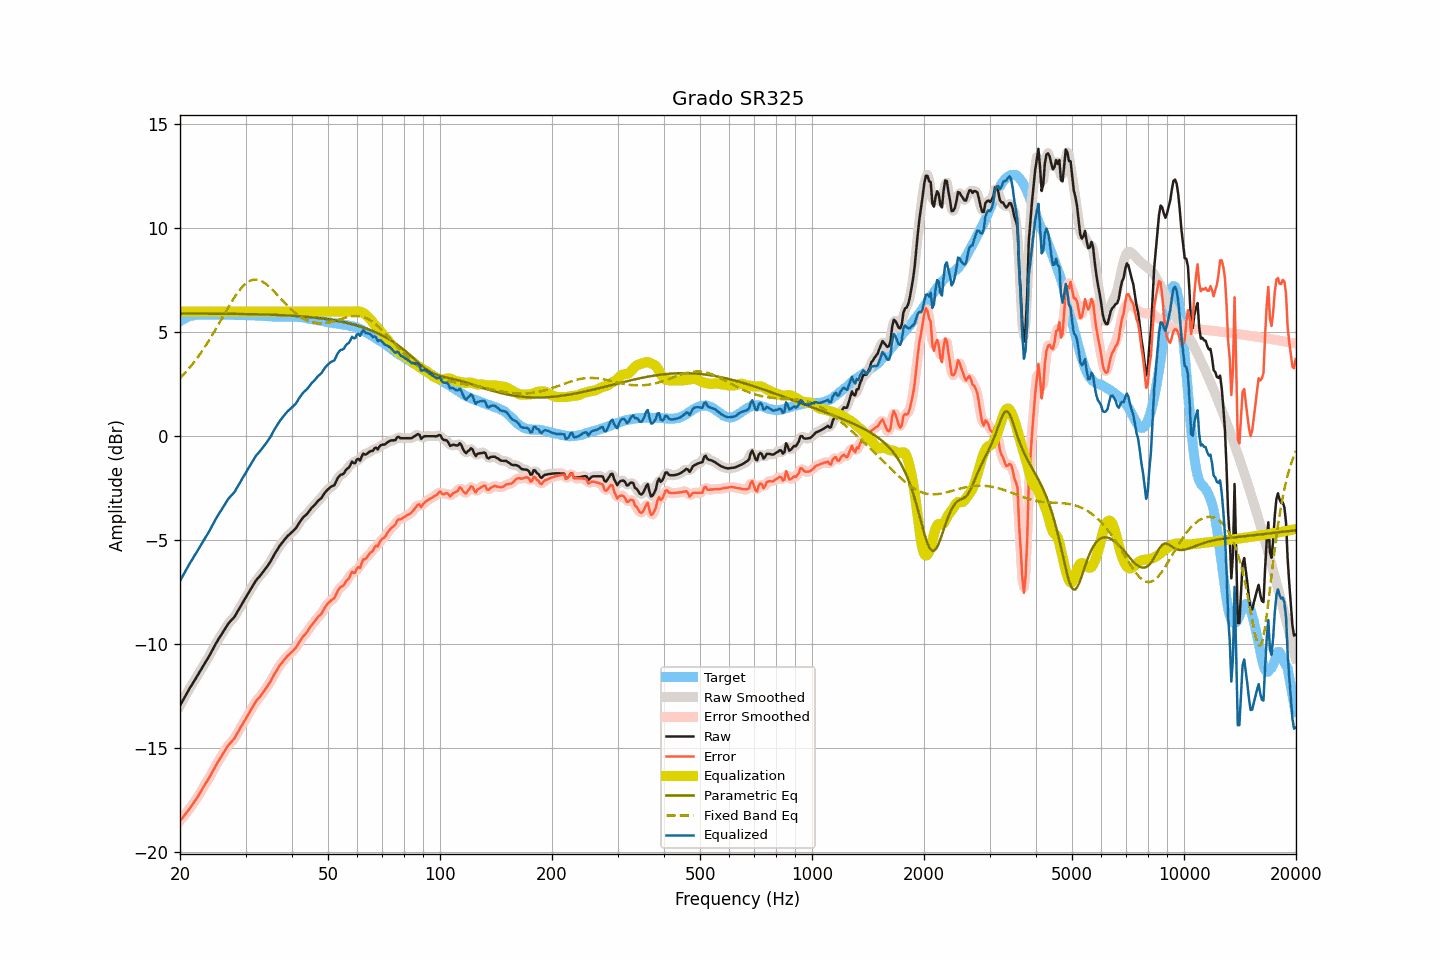 Grado SR325
15
10
5
0
−5
−10
−15
−20
Amplitude (dBr)
20
50
100
200
500
1000
2000
5000
10000
20000
Frequency (Hz)
Target
Raw Smoothed
Error Smoothed
Raw
Error
Equalization
Parametric Eq
Fixed Band Eq
Equalized